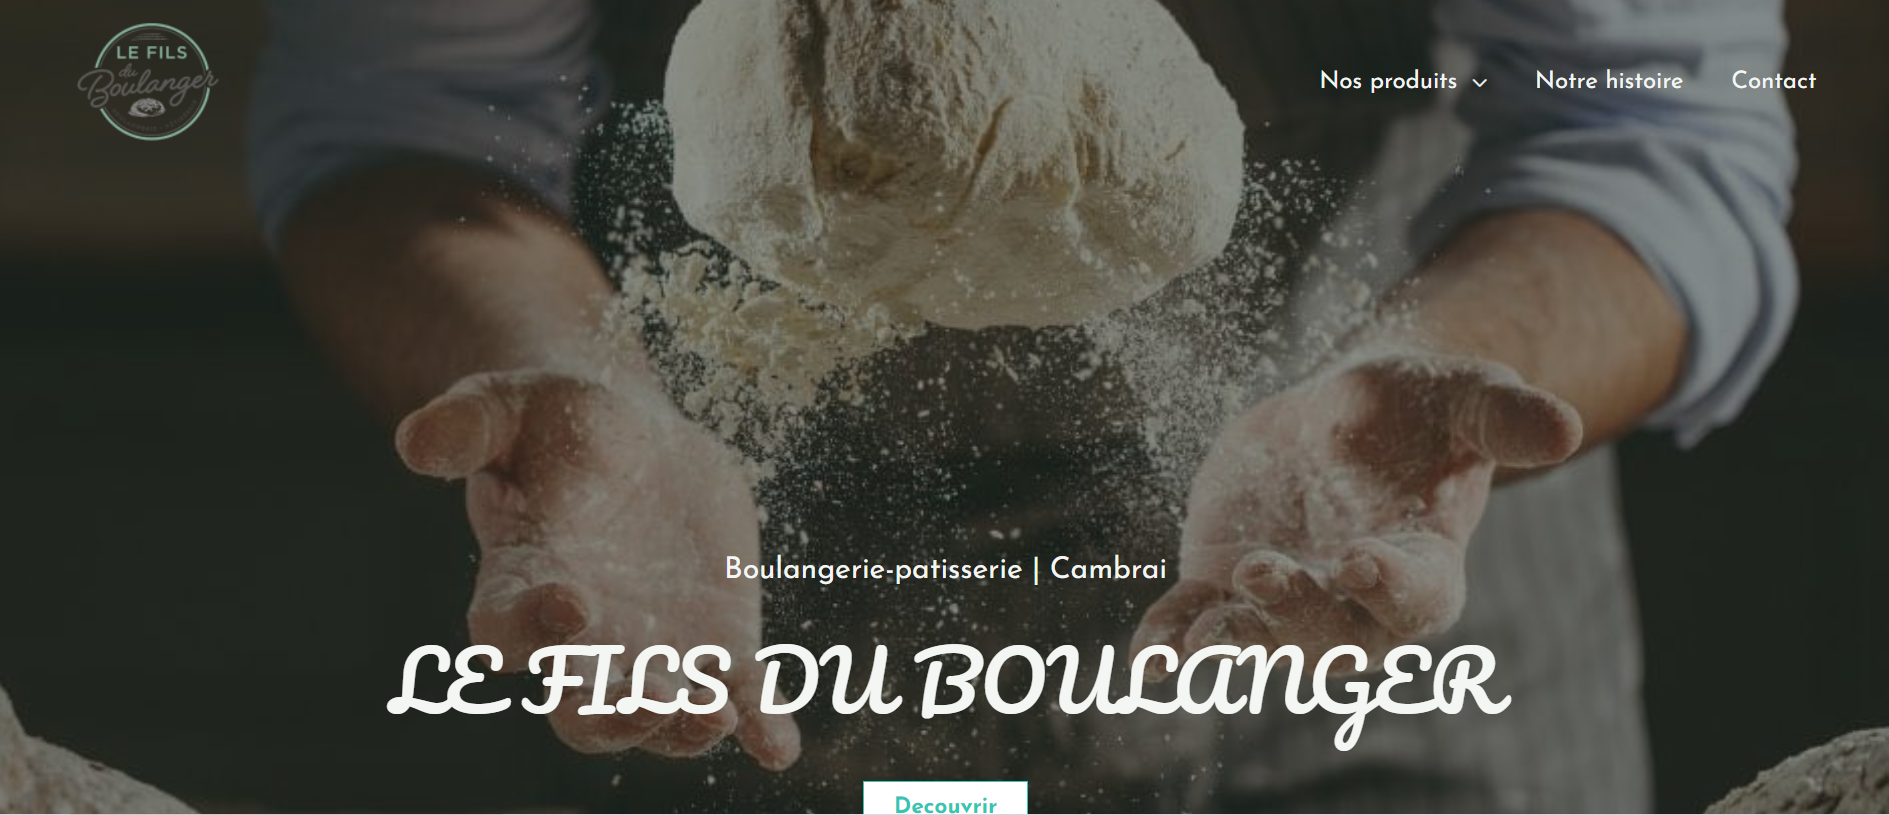 LE FILS
du
Boulanger
Nos produits
Notre histoire
Contact
Boulangerie-patisserie | Cambrai
LE FILS DU BOULANGER
Decouvrir